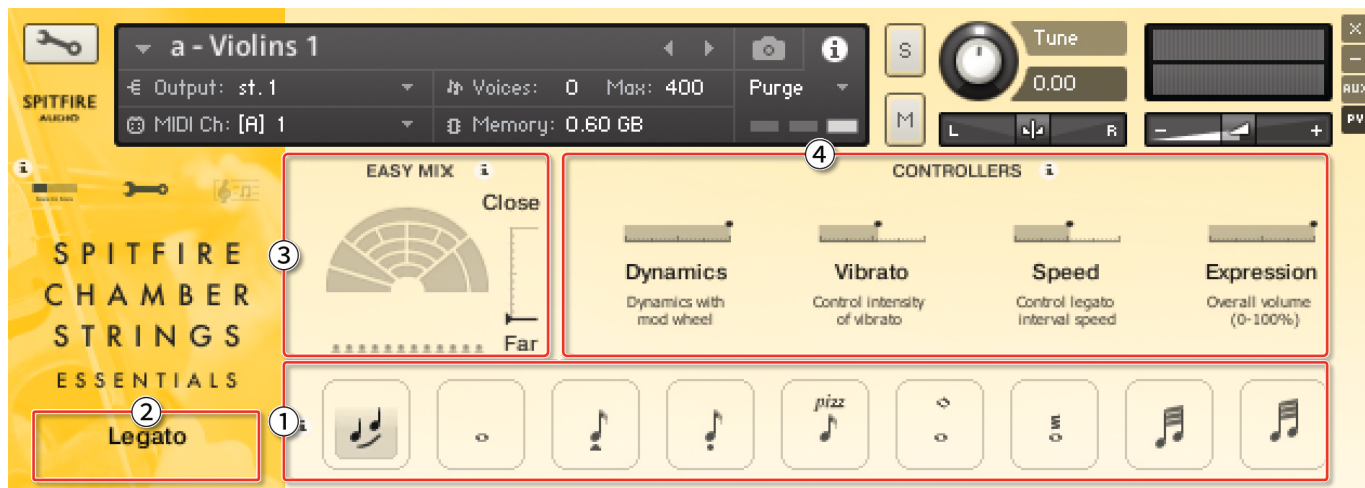 a - Violins 1
Output: st. 1
Voices: 0 Max: 400
Purge
MIDI Ch: [A] 1
Memory: 0.60 GB
S
M
Tune
0.00
L
R
-
+
×
-
AUX
PV
SPITFIRE
AUDIO
i
i
SPITFIRE
CHAMBER
STRINGS
ESSENTIALS
②
Legato
③
EASY MIX i
Close
Far
④
CONTROLLERS i
Dynamics
Dynamics with
mod wheel
Vibrato
Control intensity
of vibrato
Speed
Control legato
interval speed
Expression
Overall volume
(0-100%)
①
i
pizz